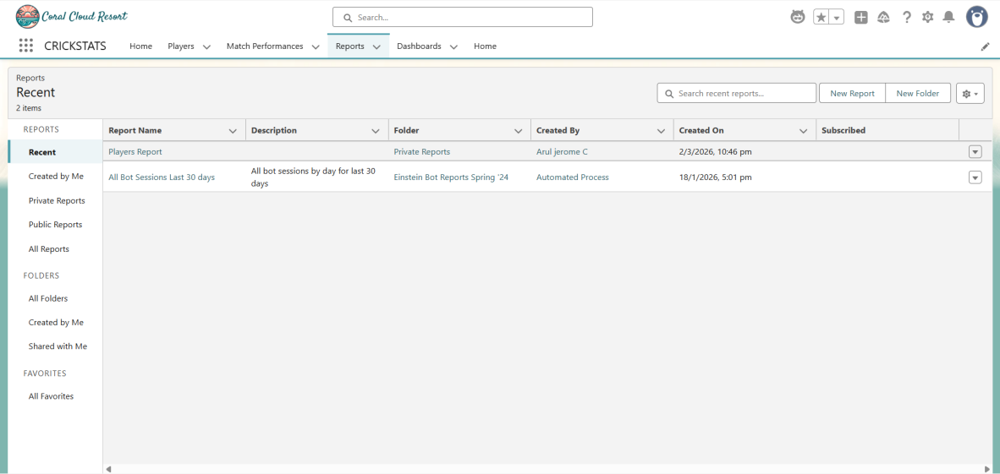 Coral Cloud Resort
Search...
CRICKSTATS
Home
Players
Match Performances
Reports
Dashboards
Home
Reports
Recent
2 items
Search recent reports...
New Report
New Folder
REPORTS
Recent
Created by Me
Private Reports
Public Reports
All Reports
FOLDERS
All Folders
Created by Me
Shared with Me
FAVORITES
All Favorites
Report Name Description Folder Created By Created On Subscribed
Players Report Private Reports Arul jerome C 2/3/2026, 10:46 pm
All Bot Sessions Last 30 days All bot sessions by day for last 30 days Einstein Bot Reports Spring '24 Automated Process 18/1/2026, 5:01 pm